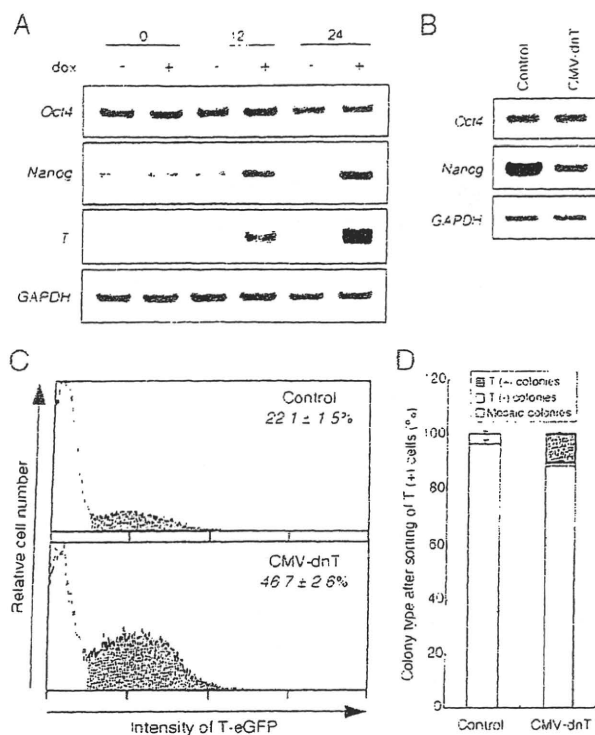 A
0 12 24
dox - + - + - +
Oct4
Nanog
T
GAPDH
B
Control CMV-dnT
Oct4
Nanog
GAPDH
C
Relative cell number
Control
22.1 ± 1.5%
CMV-dnT
46.7 ± 2.6%
Intensity of T-eGFP
D
Colony type after sorting of T (+) cells (%)
T (+) colonies
T (-) colonies
Mosaic colonies
120
100
80
60
40
20
0
Control CMV-dnT